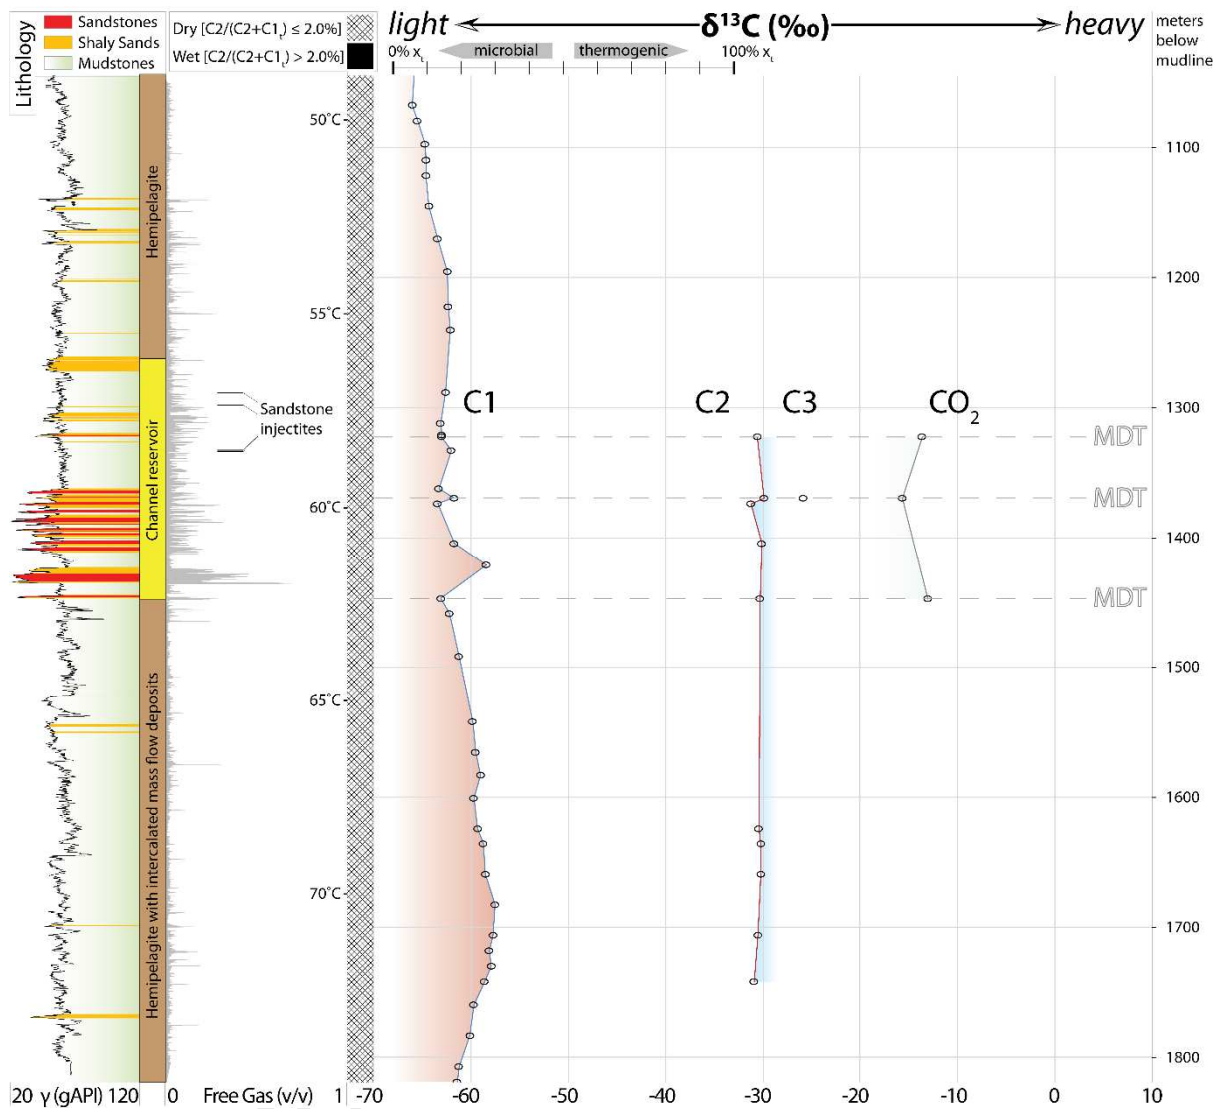 Lithology
Sandstones
Shaly Sands
Mudstones
Dry [C2/(C2+C1ₜ) ≤ 2.0%]
Wet [C2/(C2+C1ₜ) > 2.0%]
light
δ¹³C (‰)
heavy
0% xₜ
microbial
thermogenic
100% xₜ
meters
below
mudline
Hemipelagite
Channel reservoir
Hemipelagite with intercalated mass flow deposits
Sandstone
injectites
50°C
55°C
60°C
65°C
70°C
C1
C2
C3
CO₂
MDT
MDT
MDT
1100
1200
1300
1400
1500
1600
1700
1800
20 γ (gAPI) 120
0 Free Gas (v/v) 1
-70 -60 -50 -40 -30 -20 -10 0 10